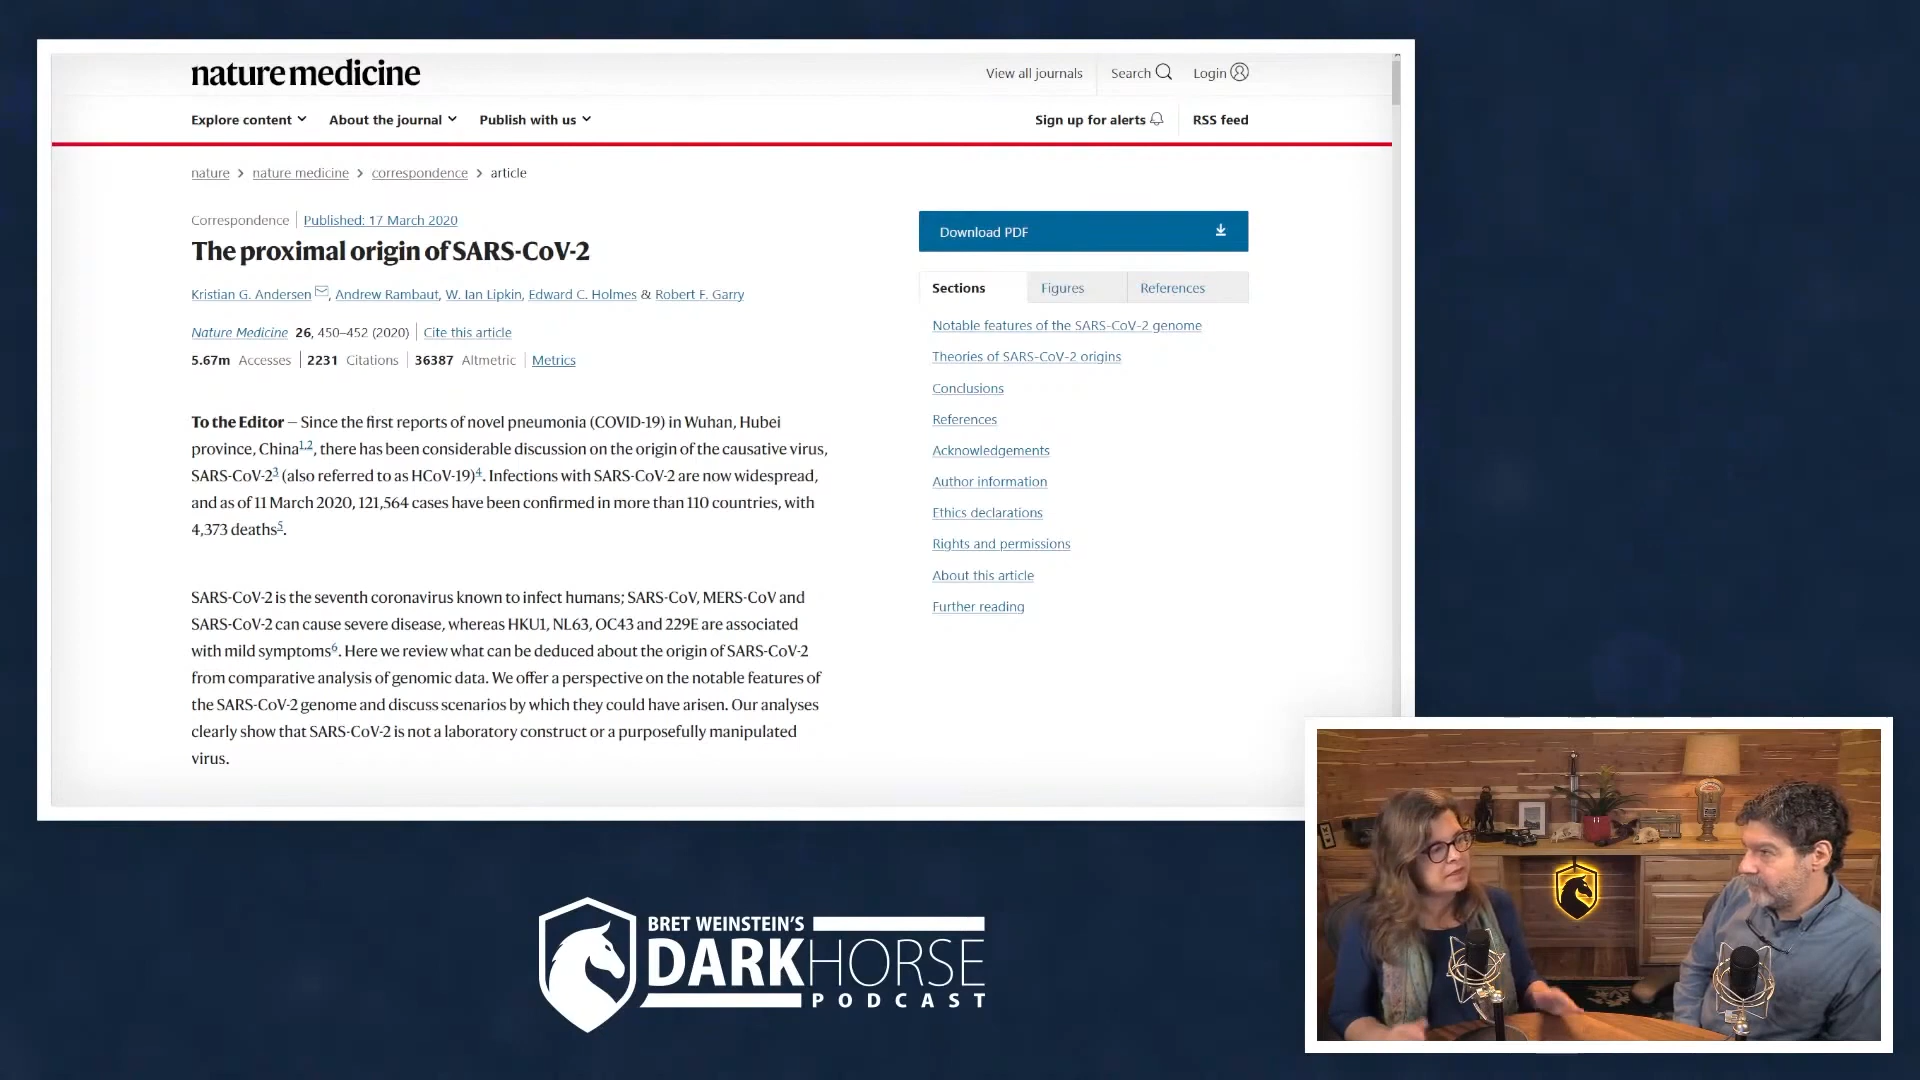 nature medicine
View all journals
Search
Login
Explore content
About the journal
Publish with us
Sign up for alerts
RSS feed
nature > nature medicine > correspondence > article
Correspondence | Published: 17 March 2020
The proximal origin of SARS-CoV-2
Kristian G. Andersen, Andrew Rambaut, W. Ian Lipkin, Edward C. Holmes & Robert F. Garry
Nature Medicine 26, 450–452 (2020) | Cite this article
5.67m Accesses | 2231 Citations | 36387 Altmetric | Metrics
To the Editor — Since the first reports of novel pneumonia (COVID-19) in Wuhan, Hubei
province, China1,2, there has been considerable discussion on the origin of the causative virus,
SARS-CoV-23 (also referred to as HCoV-19)4. Infections with SARS-CoV-2 are now widespread,
and as of 11 March 2020, 121,564 cases have been confirmed in more than 110 countries, with
4,373 deaths5.
SARS-CoV-2 is the seventh coronavirus known to infect humans; SARS-CoV, MERS-CoV and
SARS-CoV-2 can cause severe disease, whereas HKU1, NL63, OC43 and 229E are associated
with mild symptoms6. Here we review what can be deduced about the origin of SARS-CoV-2
from comparative analysis of genomic data. We offer a perspective on the notable features of
the SARS-CoV-2 genome and discuss scenarios by which they could have arisen. Our analyses
clearly show that SARS-CoV-2 is not a laboratory construct or a purposefully manipulated
virus.
Download PDF
Sections
Figures
References
Notable features of the SARS-CoV-2 genome
Theories of SARS-CoV-2 origins
Conclusions
References
Acknowledgements
Author information
Ethics declarations
Rights and permissions
About this article
Further reading
BRET WEINSTEIN'S
DARKHORSE
PODCAST